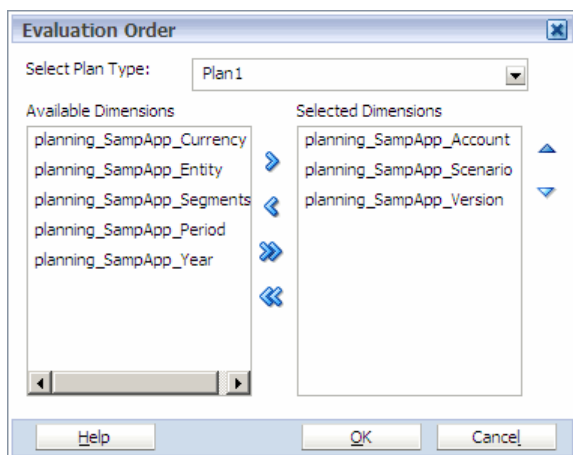 Evaluation Order
Select Plan Type: Plan1
Available Dimensions
planning_SampApp_Currency
planning_SampApp_Entity
planning_SampApp_Segments
planning_SampApp_Period
planning_SampApp_Year
Selected Dimensions
planning_SampApp_Account
planning_SampApp_Scenario
planning_SampApp_Version
Help OK Cancel